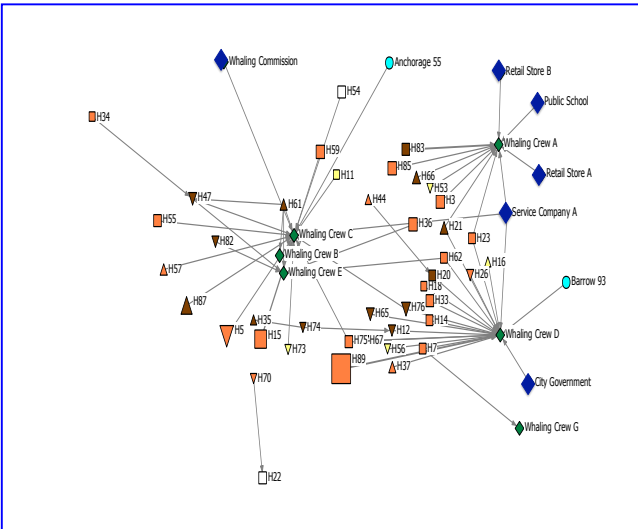 Whaling Commission
Anchorage 55
Retail Store B
H54
Public School
H34
Whaling Crew A
H83
H59
H85
H11
H66
Retail Store A
H53
H47
H61
H44
H3
Service Company A
H55
H36
H21
Whaling Crew C
H23
H82
Whaling Crew B
H62
H16
H57
Whaling Crew E
H20
H26
Barrow 93
H18
H87
H33
H76
H65
H35
H14
H5
H74
H12
Whaling Crew D
H15
H75
H67
H73
H56
H7
H89
H37
H70
City Government
Whaling Crew G
H22